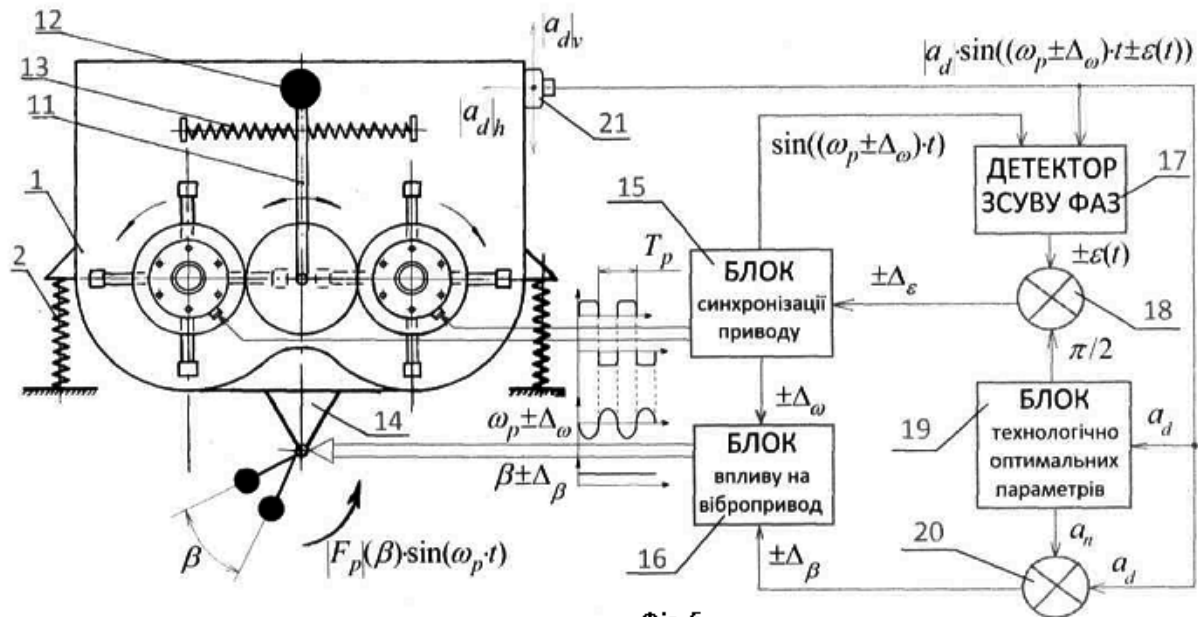 12
13
11
1
2
|a_d|_v
|a_d|_h
21
|a_d|·sin((ω_p±Δ_ω)·t±ε(t))
sin((ω_p±Δ_ω)·t)
ДЕТЕКТОР
ЗСУВУ ФАЗ
17
15
T_p
БЛОК
синхронізації
приводу
±Δ_ε
±ε(t)
18
π/2
±Δ_ω
14
ω_p±Δ_ω
β±Δ_β
БЛОК
впливу на
вібропривод
16
19
БЛОК
технологічно
оптимальних
параметрів
a_d
a_n
20
±Δ_β
a_d
β
|F_p|(β)·sin(ω_p·t)